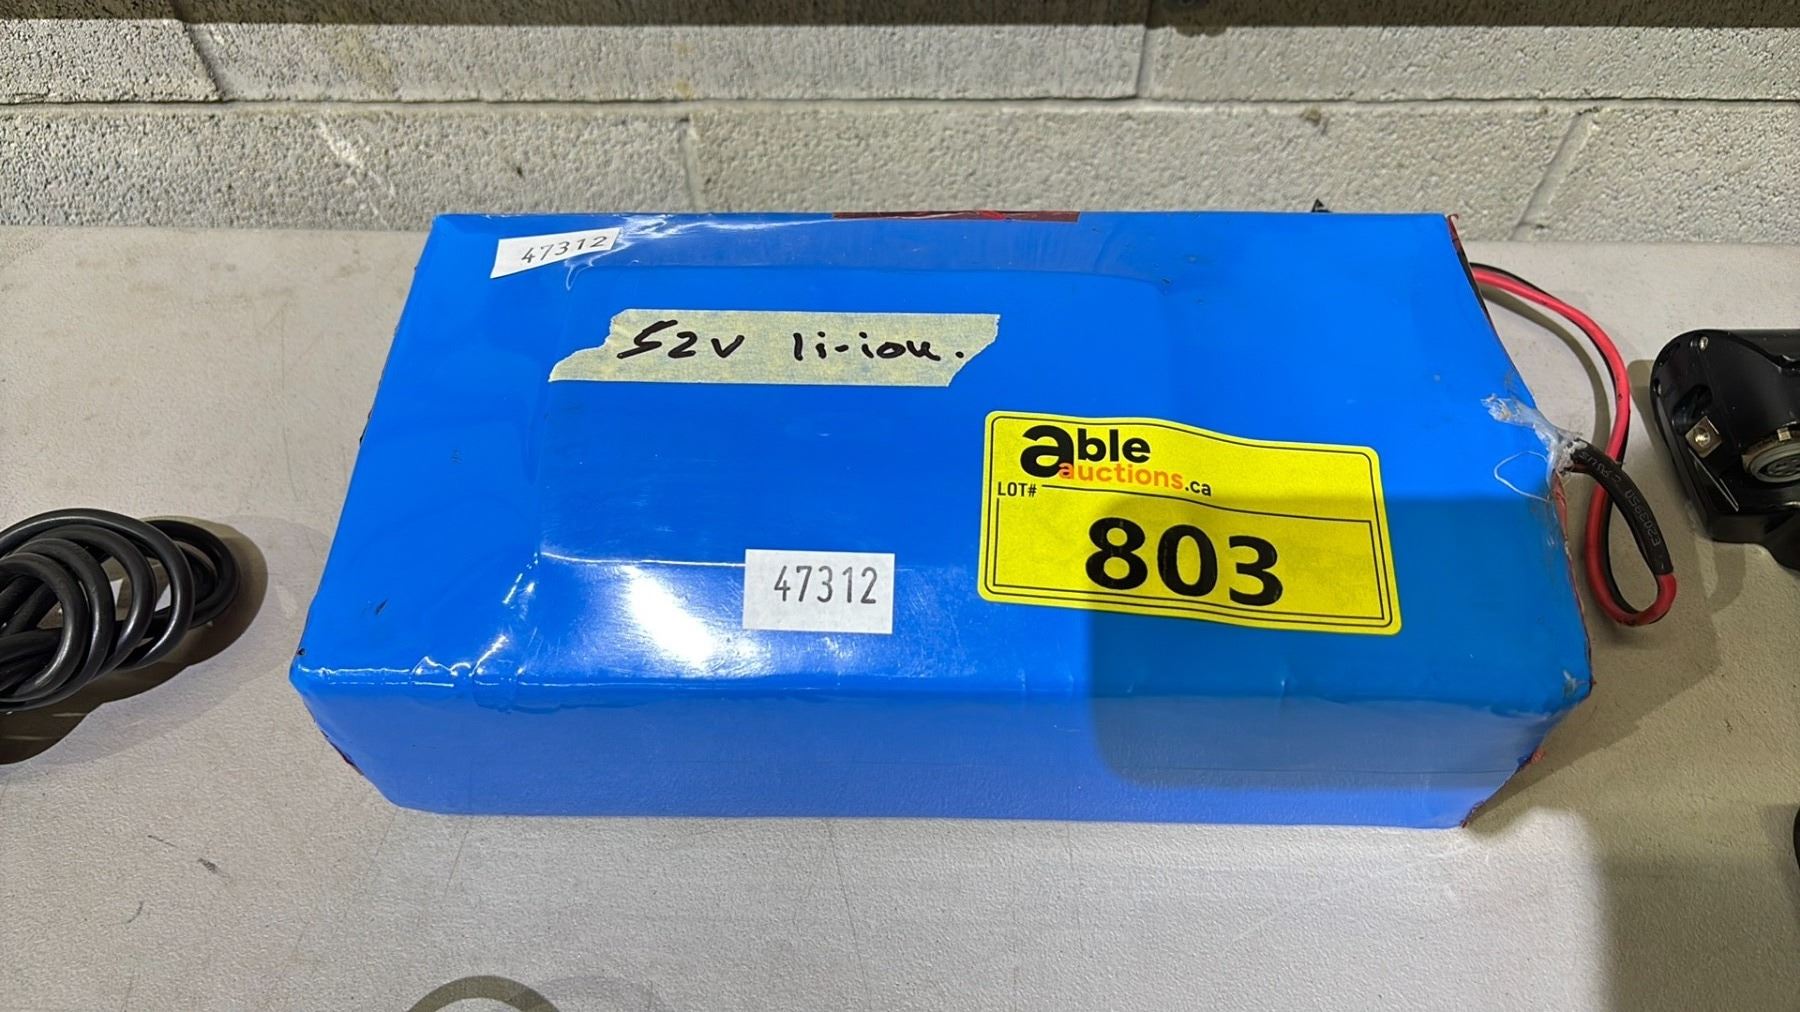 47312
52V li-ion.
able
auctions.ca
LOT#
803
47312